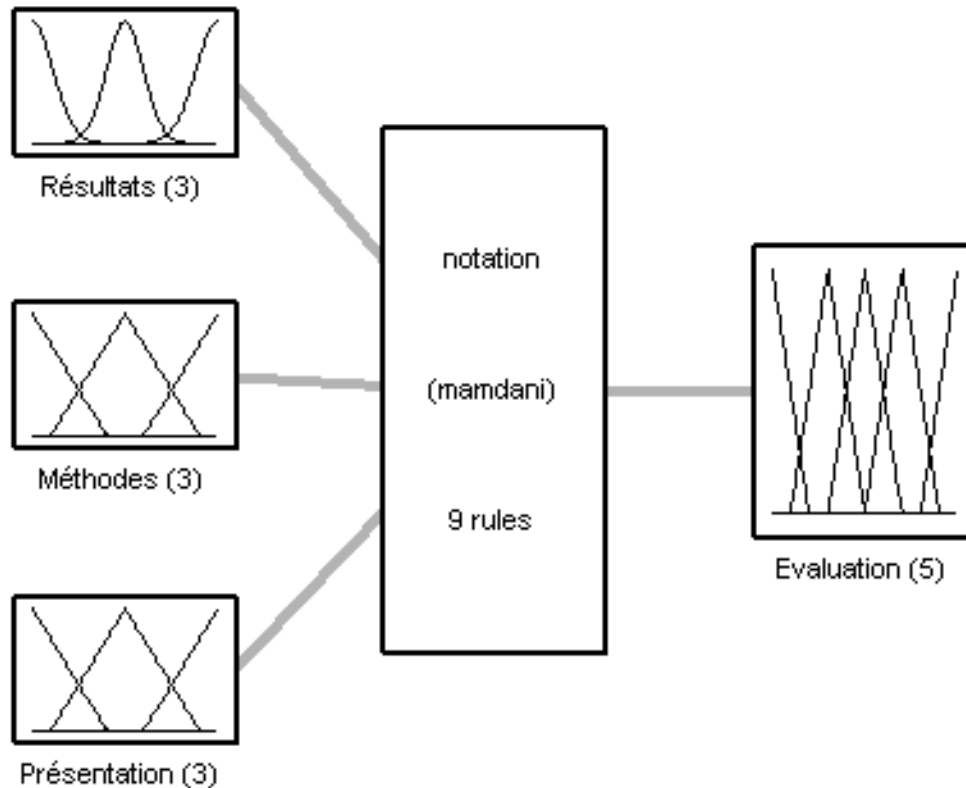 Résultats (3)
Méthodes (3)
Présentation (3)
notation
(mamdani)
9 rules
Evaluation (5)